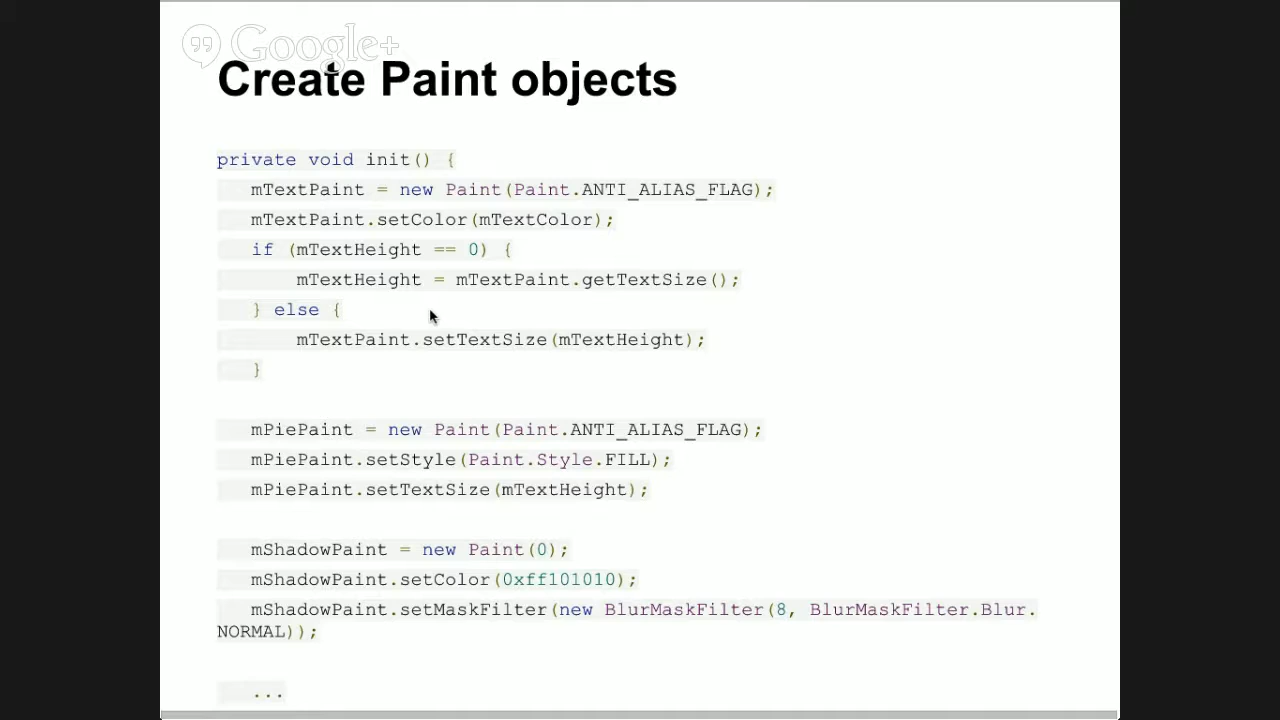 Google+
Create Paint objects
private void init() {
mTextPaint = new Paint(Paint.ANTI_ALIAS_FLAG);
mTextPaint.setColor(mTextColor);
if (mTextHeight == 0) {
mTextHeight = mTextPaint.getTextSize();
} else {
mTextPaint.setTextSize(mTextHeight);
}
mPiePaint = new Paint(Paint.ANTI_ALIAS_FLAG);
mPiePaint.setStyle(Paint.Style.FILL);
mPiePaint.setTextSize(mTextHeight);
mShadowPaint = new Paint(0);
mShadowPaint.setColor(0xff101010);
mShadowPaint.setMaskFilter(new BlurMaskFilter(8, BlurMaskFilter.Blur.
NORMAL));
...